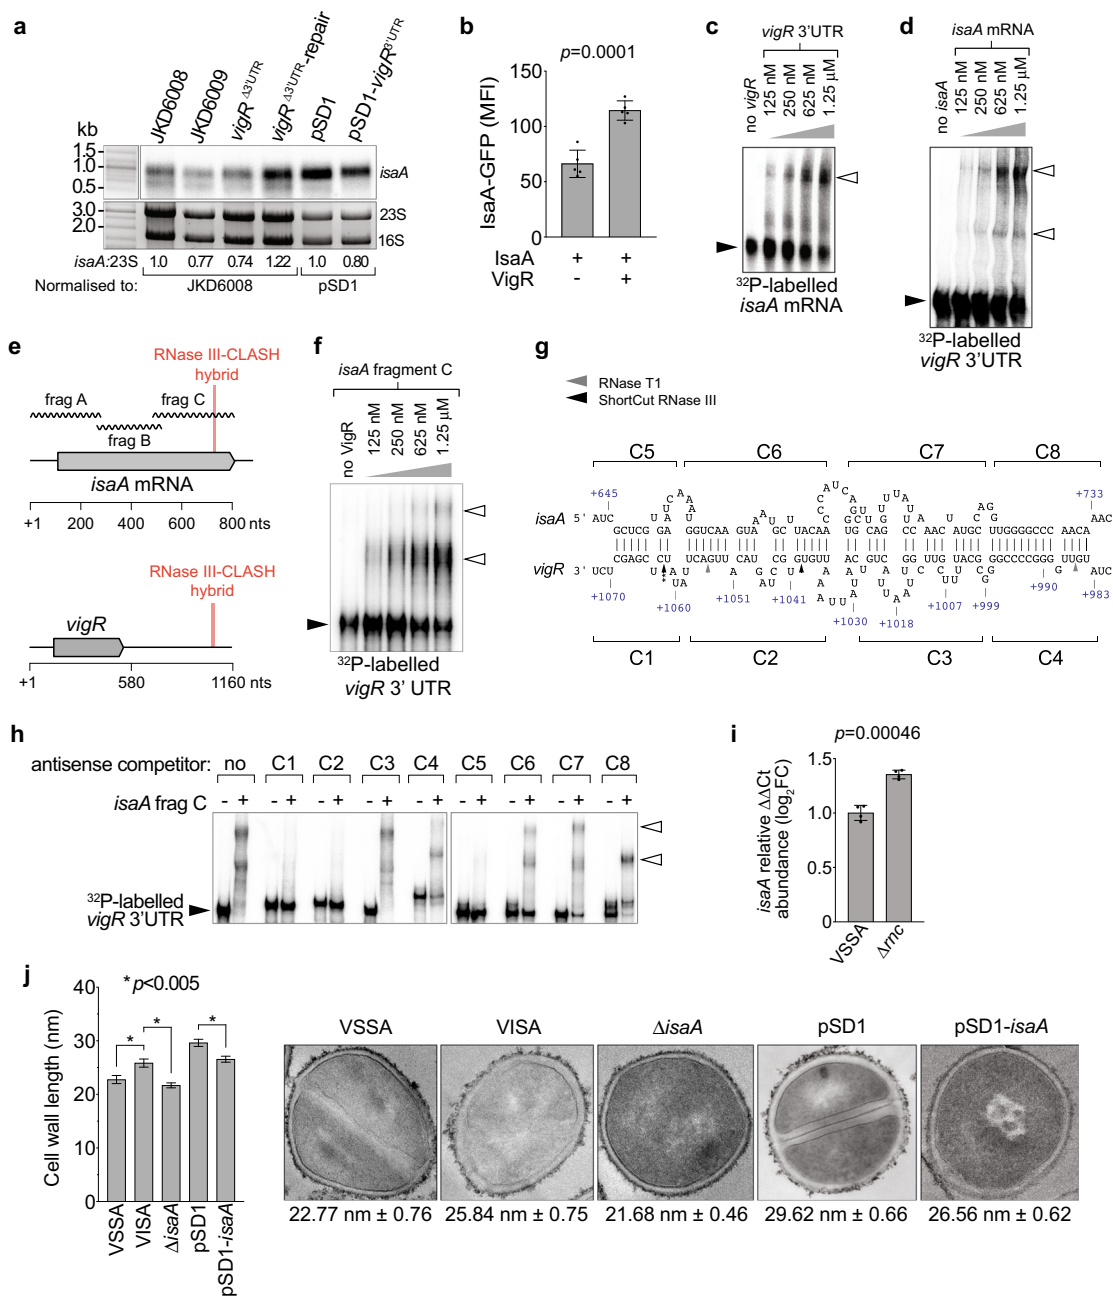 a
JKD6008
JKD6009
vigR Δ3'UTR
vigR Δ3'UTR-repair
pSD1
pSD1-vigR3'UTR
kb
1.5
1.0
0.5
isaA
3.0
2.0
23S
16S
isaA:23S 1.0 0.77 0.74 1.22 1.0 0.80
Normalised to: JKD6008 pSD1
b
p=0.0001
IsaA-GFP (MFI)
150
100
50
0
IsaA + +
VigR - +
c
vigR 3'UTR
no vigR
125 nM
250 nM
625 nM
1.25 µM
32P-labelled
isaA mRNA
d
isaA mRNA
no isaA
125 nM
250 nM
625 nM
1.25 µM
32P-labelled
vigR 3'UTR
e
RNase III-CLASH
hybrid
frag A
frag C
frag B
isaA mRNA
+1 200 400 600 800 nts
RNase III-CLASH
hybrid
vigR
+1 580 1160 nts
f
isaA fragment C
no VigR
125 nM
250 nM
625 nM
1.25 µM
32P-labelled
vigR 3' UTR
g
RNase T1
ShortCut RNase III
C5 C6 C7 C8
+645 +733
isaA 5'
vigR 3'
+1070 +1060 +1051 +1041 +1030 +1018 +1007 +999 +990 +983
C1 C2 C3 C4
h
antisense competitor: no C1 C2 C3 C4 C5 C6 C7 C8
isaA frag C - + - + - + - + - + - + - + - + - +
32P-labelled
vigR 3'UTR
i
p=0.00046
isaA relative ΔΔCt
abundance (log2FC)
1.5
1.0
0.5
0
VSSA
Δrnc
j
* p<0.005
Cell wall length (nm)
40
30
20
10
0
* * *
VSSA
VISA
ΔisaA
pSD1
pSD1-isaA
VSSA VISA ΔisaA pSD1 pSD1-isaA
22.77 nm ± 0.76 25.84 nm ± 0.75 21.68 nm ± 0.46 29.62 nm ± 0.66 26.56 nm ± 0.62